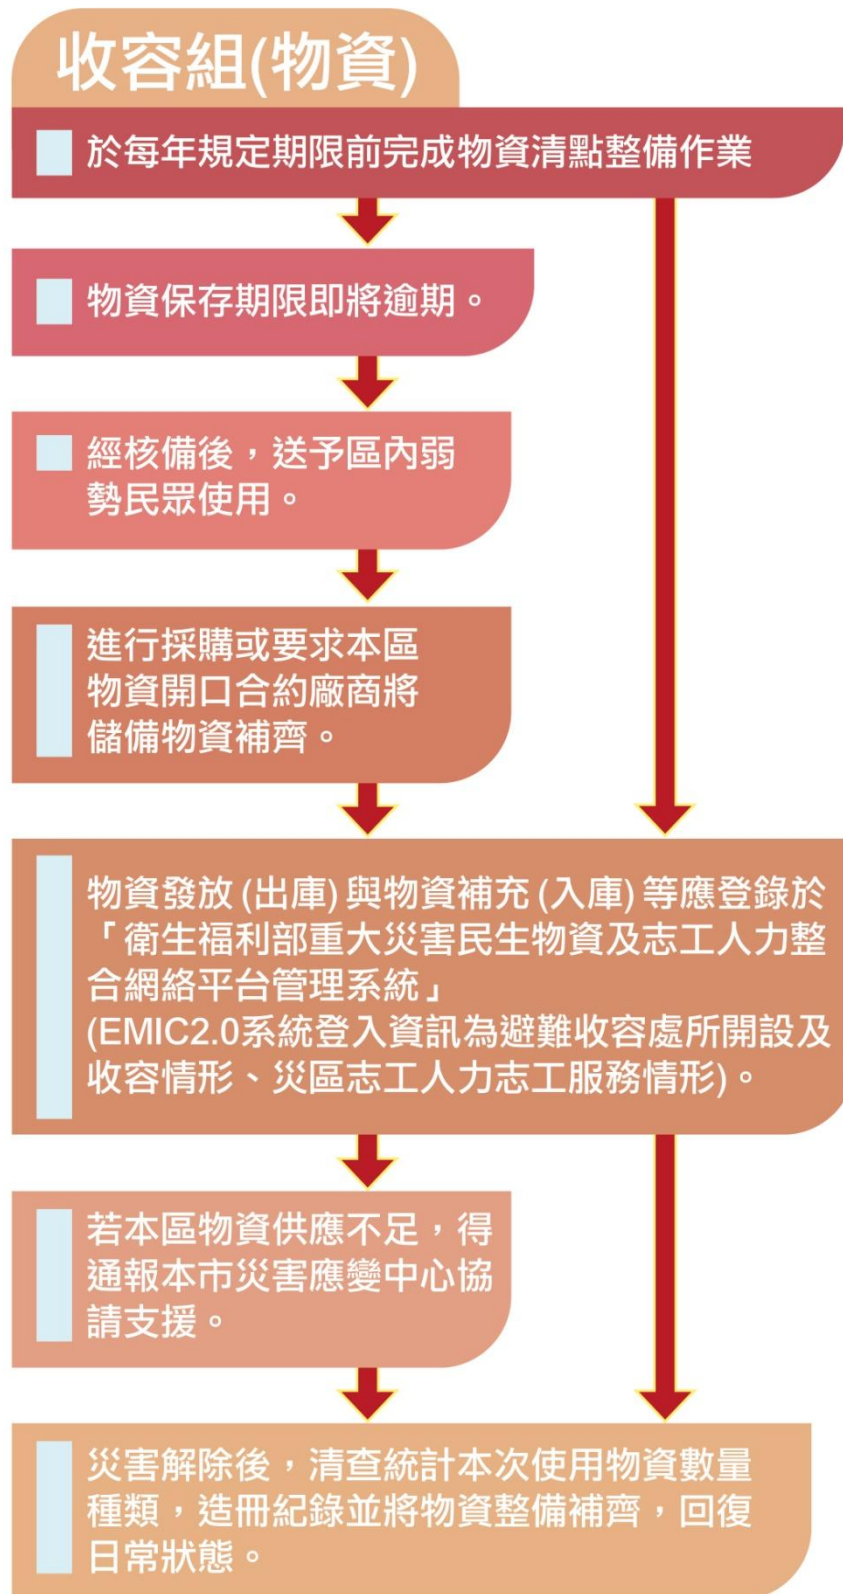 收容組(物資)
於每年規定期限前完成物資清點整備作業
物資保存期限即將逾期。
經核備後，送予區內弱
勢民眾使用。
進行採購或要求本區
物資開口合約廠商將
儲備物資補齊。
物資發放(出庫)與物資補充(入庫)等應登錄於
「衛生福利部重大災害民生物資及志工人力整
合網絡平台管理系統」
(EMIC2.0系統登入資訊為避難收容處所開設及
收容情形、災區志工人力志工服務情形)。
若本區物資供應不足，得
通報本市災害應變中心協
請支援。
災害解除後，清查統計本次使用物資數量
種類，造冊紀錄並將物資整備補齊，回復
日常狀態。